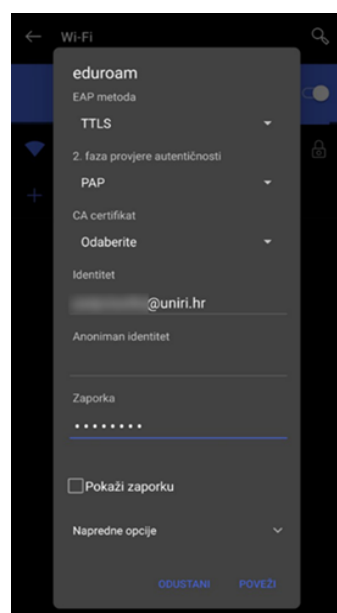 Wi-Fi
eduroam
EAP metoda
TTLS
2. faza provjere autentičnosti
PAP
CA certifikat
Odaberite
Identitet
@uniri.hr
Anoniman identitet
Zaporka
........
Pokaži zaporku
Napredne opcije
ODUSTANI POVEŽI